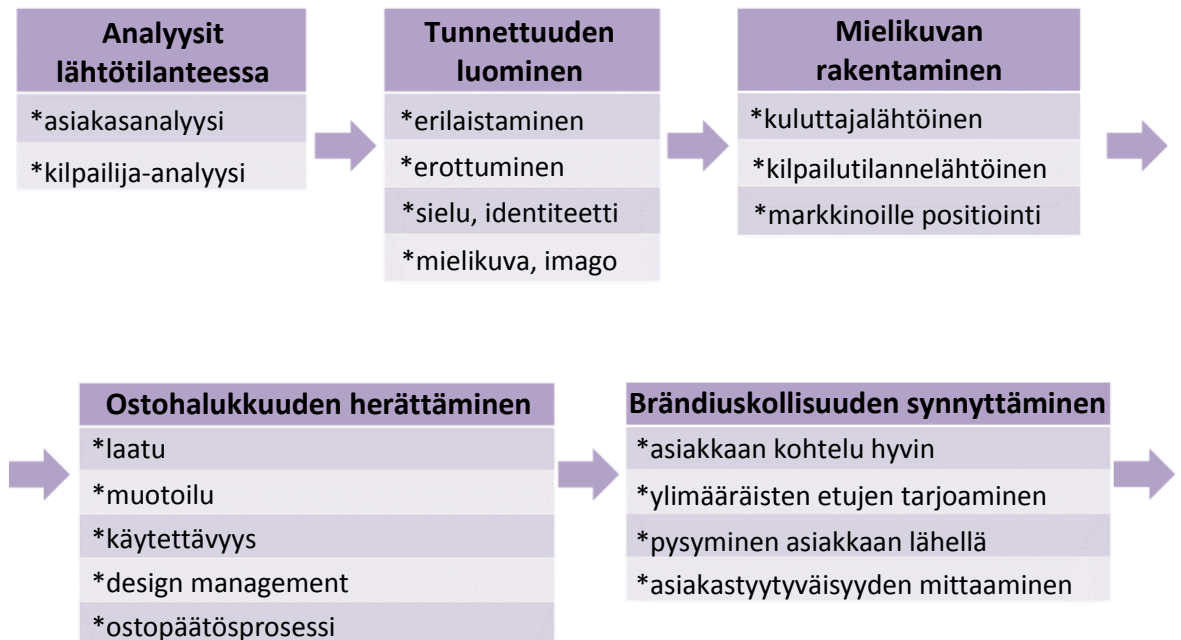 Analyysit
lähtötilanteessa
*asiakasanalyysi
*kilpailija-analyysi
Tunnettuuden
luominen
*erilaistaminen
*erottuminen
*sielu, identiteetti
*mielikuva, imago
Mielikuvan
rakentaminen
*kuluttajalähtöinen
*kilpailutilannelähtöinen
*markkinoille positiointi
Ostohalukkuuden herättäminen
*laatu
*muotoilu
*käytettävyys
*design management
*ostopäätösprosessi
Brändiuskollisuuden synnyttäminen
*asiakkaan kohtelu hyvin
*ylimääräisten etujen tarjoaminen
*pysyminen asiakkaan lähellä
*asiakastyytyväisyyden mittaaminen